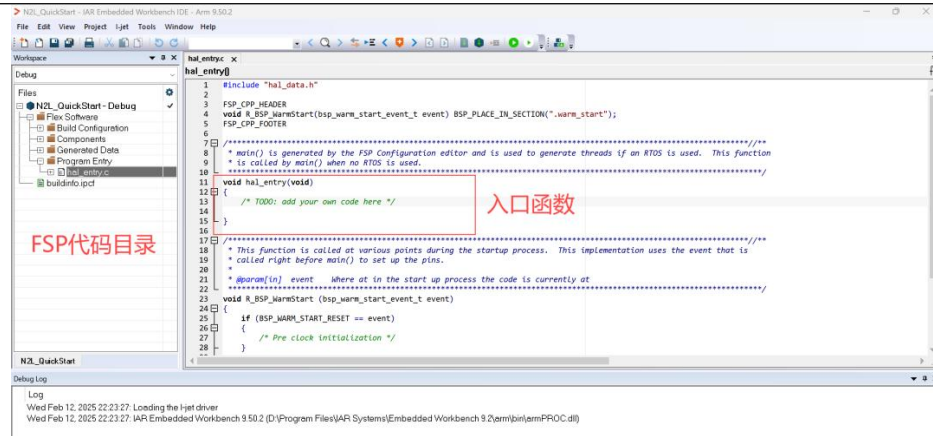 N2L_QuickStart - IAR Embedded Workbench IDE - Arm 9.50.2
File Edit View Project I-jet Tools Window Help
Workspace
hal_entry.c x
Debug
hal_entry()
Files
N2L_QuickStart - Debug
Flex Software
Build Configuration
Components
Generated Data
Program Entry
hal_entry.c
buildinfo.ipcf
FSP代码目录
1 #include "hal_data.h"
2
3 FSP_CPP_HEADER
4 void R_BSP_WarmStart(bsp_warm_start_event_t event) BSP_PLACE_IN_SECTION(".warm_start");
5 FSP_CPP_FOOTER
6
7 /*******************************************************************************************************************//**
8 * main() is generated by the FSP Configuration editor and is used to generate threads if an RTOS is used. This function
9 * is called by main() when no RTOS is used.
10 **********************************************************************************************************************/
11 void hal_entry(void)
12 {
13 /* TODO: add your own code here */
14
15 }
入口函数
16
17 /*******************************************************************************************************************//**
18 * This function is called at various points during the startup process. This implementation uses the event that is
19 * called right before main() to set up the pins.
20 *
21 * @param[in] event Where at in the start up process the code is currently at
22 **********************************************************************************************************************/
23 void R_BSP_WarmStart (bsp_warm_start_event_t event)
24 {
25 if (BSP_WARM_START_RESET == event)
26 {
27 /* Pre clock initialization */
28 }
N2L_QuickStart
Debug Log
Log
Wed Feb 12, 2025 22:23:27: Loading the I-jet driver
Wed Feb 12, 2025 22:23:27: IAR Embedded Workbench 9.50.2 (D:\Program Files\IAR Systems\Embedded Workbench 9.2\arm\bin\armPROC.dll)